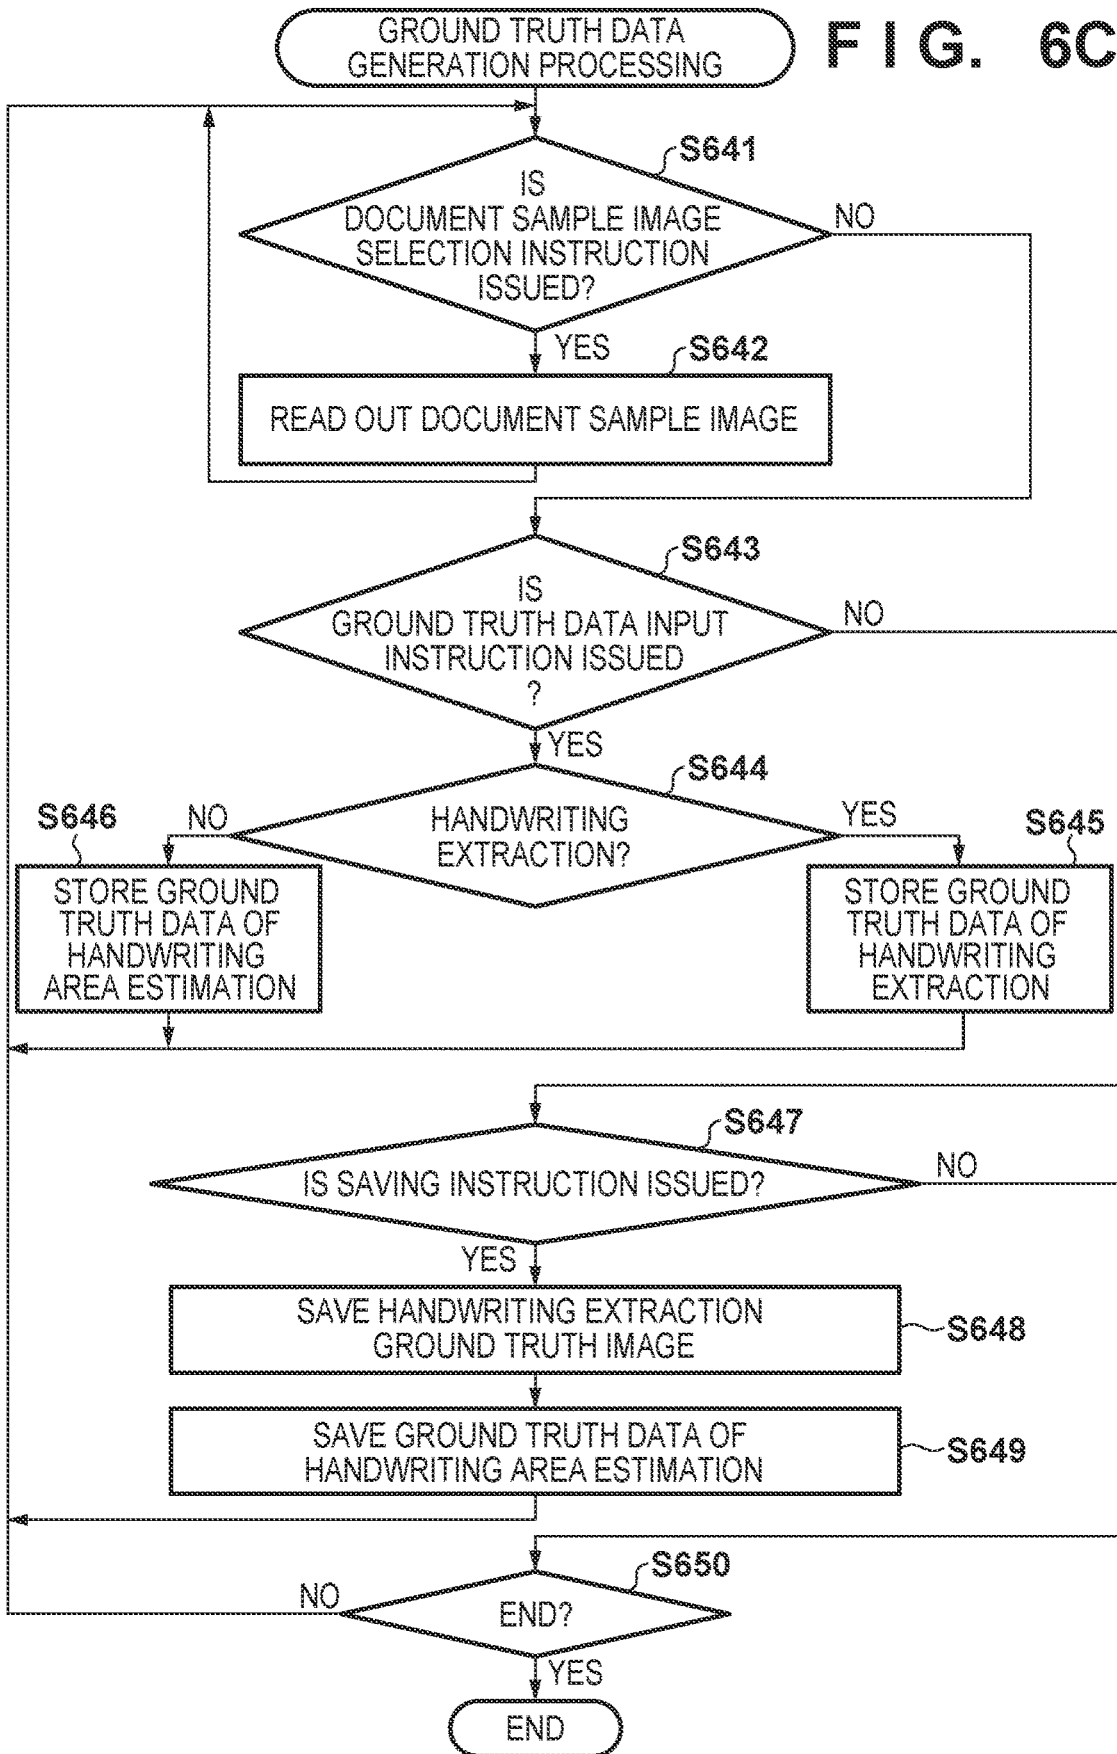 GROUND TRUTH DATA
GENERATION PROCESSING
FIG. 6C
S641
IS
DOCUMENT SAMPLE IMAGE
SELECTION INSTRUCTION
ISSUED?
NO
YES
S642
READ OUT DOCUMENT SAMPLE IMAGE
S643
IS
GROUND TRUTH DATA INPUT
INSTRUCTION ISSUED
?
NO
YES
S644
HANDWRITING
EXTRACTION?
NO
YES
S646
STORE GROUND
TRUTH DATA OF
HANDWRITING
AREA ESTIMATION
S645
STORE GROUND
TRUTH DATA OF
HANDWRITING
EXTRACTION
S647
IS SAVING INSTRUCTION ISSUED?
NO
YES
SAVE HANDWRITING EXTRACTION
GROUND TRUTH IMAGE
S648
SAVE GROUND TRUTH DATA OF
HANDWRITING AREA ESTIMATION
S649
S650
END?
NO
YES
END